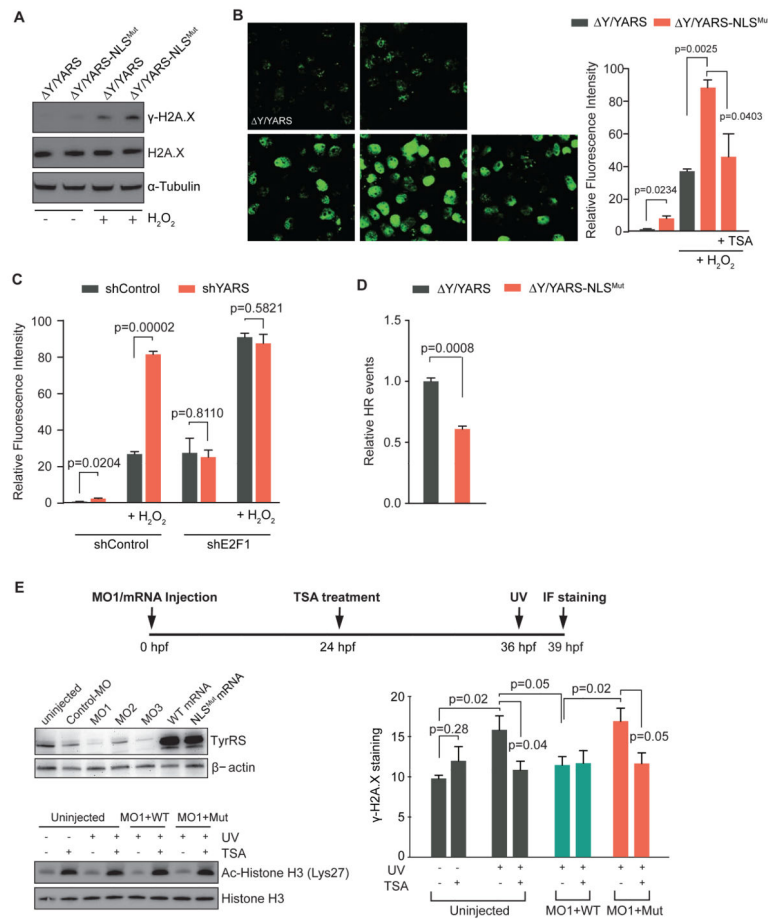 A
ΔY/YARS
ΔY/YARS-NLSMut
ΔY/YARS
ΔY/YARS-NLSMut
γ-H2A.X
H2A.X
α-Tubulin
- - + + H2O2
B
ΔY/YARS
ΔY/YARS
ΔY/YARS-NLSMut
Relative Fluorescence Intensity
100
80
60
40
20
0
p=0.0025
p=0.0403
p=0.0234
+ TSA
+ H2O2
C
shControl
shYARS
Relative Fluorescence Intensity
100
80
60
40
20
0
p=0.00002
p=0.5821
p=0.8110
p=0.0204
+ H2O2
+ H2O2
shControl
shE2F1
D
ΔY/YARS
ΔY/YARS-NLSMut
Relative HR events
1.5
1.0
0.5
0.0
p=0.0008
E
MO1/mRNA Injection
TSA treatment
UV
IF staining
0 hpf
24 hpf
36 hpf
39 hpf
uninjected
Control-MO
MO1
MO2
MO3
WT mRNA
NLSMut mRNA
TyrRS
β-actin
Uninjected MO1+WT MO1+Mut
- - + + - + - + UV
- + - + - + - + TSA
Ac-Histone H3 (Lys27)
Histone H3
γ-H2A.X staining
20
15
10
5
0
p=0.05
p=0.02
p=0.02
p=0.28
p=0.04
p=0.05
UV - - + + + + + +
TSA - + - + - + - +
Uninjected
MO1+WT
MO1+Mut